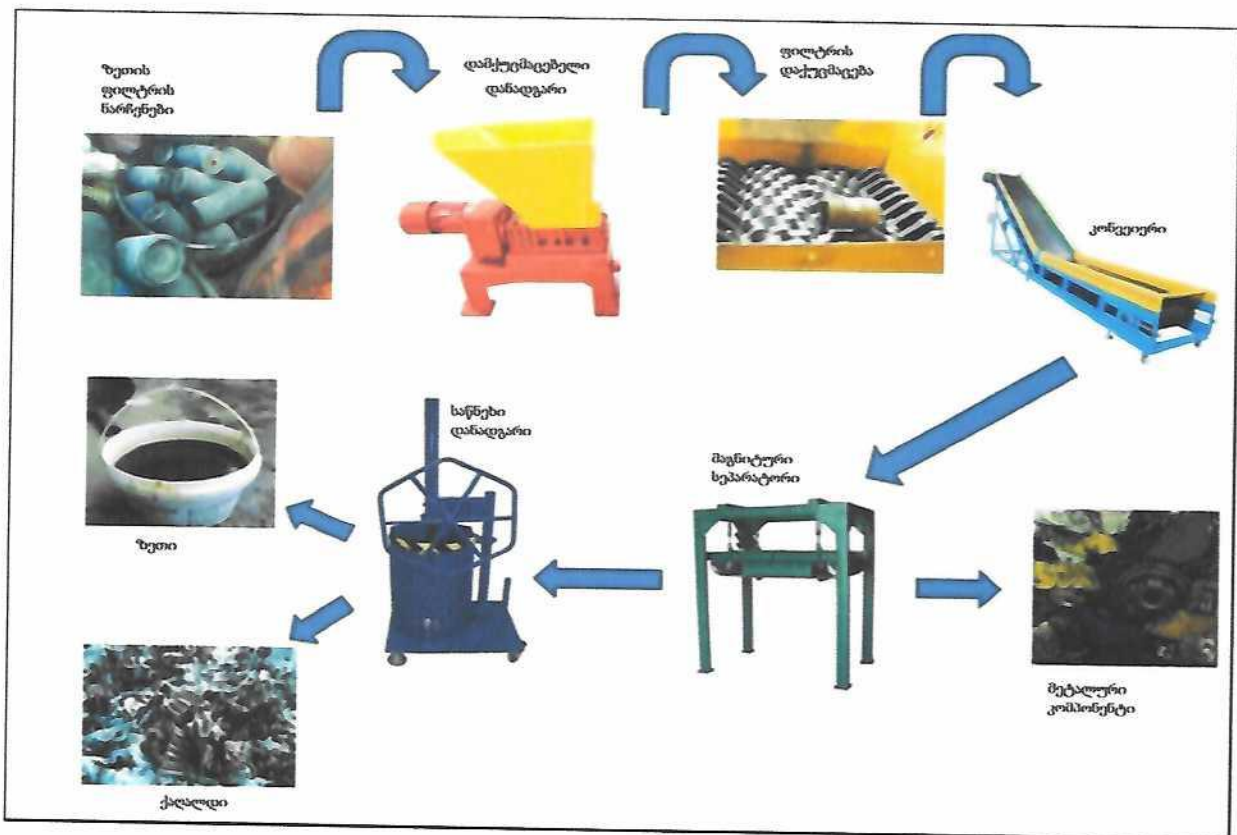 ზეთის
ფილტრის
ნარჩენები
დამქუცმაცებელი
დანადგარი
ფილტრის
დაქუცმაცება
კონვეიერი
საწნეხი
დანადგარი
მაგნიტური
სეპარატორი
ზეთი
მეტალური
კომპონენტი
ქაღალდი